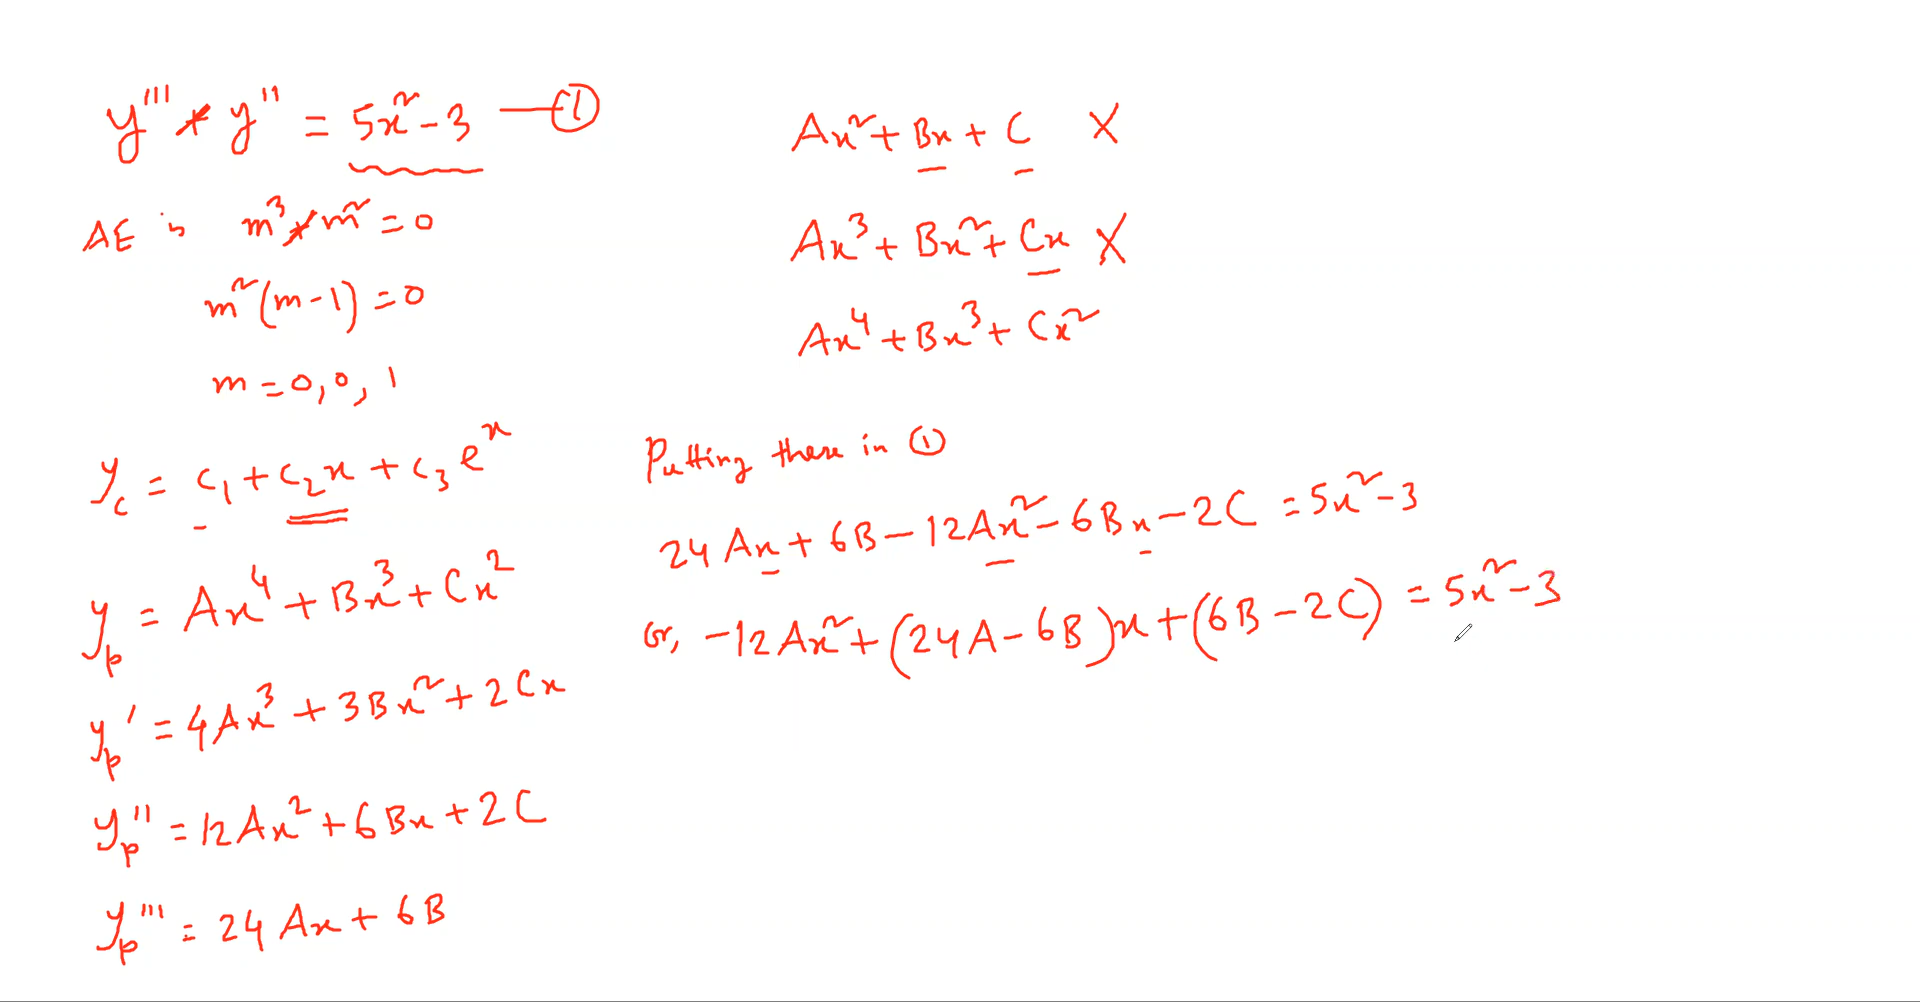 y''' - y'' = 5x² - 3 —①
AE is m³ - m² = 0
m²(m-1) = 0
m = 0, 0, 1
y_c = c₁ + c₂x + c₃e^x
y_p = Ax⁴ + Bx³ + Cx²
y_p' = 4Ax³ + 3Bx² + 2Cx
y_p'' = 12Ax² + 6Bx + 2C
y_p''' = 24Ax + 6B
Ax² + Bx + C X
Ax³ + Bx² + Cx X
Ax⁴ + Bx³ + Cx²
Putting these in ①
24Ax + 6B - 12Ax² - 6Bx - 2C = 5x² - 3
or, -12Ax² + (24A - 6B)x + (6B - 2C) = 5x² - 3